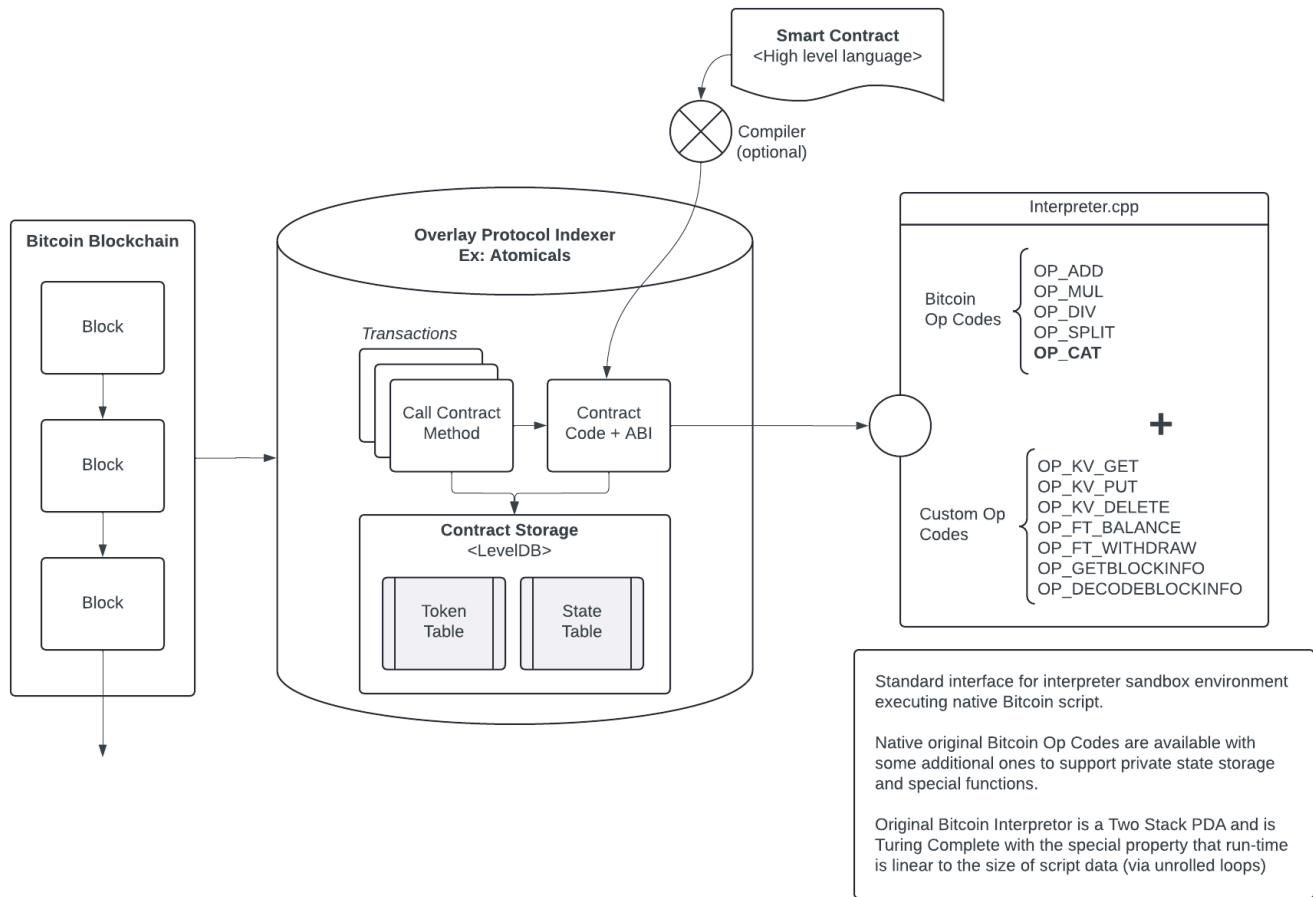 Smart Contract
<High level language>
Compiler
(optional)
Bitcoin Blockchain
Block
Block
Block
Overlay Protocol Indexer
Ex: Atomicals
Transactions
Call Contract
Method
Contract
Code + ABI
Contract Storage
<LevelDB>
Token
Table
State
Table
Interpreter.cpp
Bitcoin
Op Codes
OP_ADD
OP_MUL
OP_DIV
OP_SPLIT
OP_CAT
+
Custom Op
Codes
OP_KV_GET
OP_KV_PUT
OP_KV_DELETE
OP_FT_BALANCE
OP_FT_WITHDRAW
OP_GETBLOCKINFO
OP_DECODEBLOCKINFO
Standard interface for interpreter sandbox environment
executing native Bitcoin script.
Native original Bitcoin Op Codes are available with
some additional ones to support private state storage
and special functions.
Original Bitcoin Interpretor is a Two Stack PDA and is
Turing Complete with the special property that run-time
is linear to the size of script data (via unrolled loops)